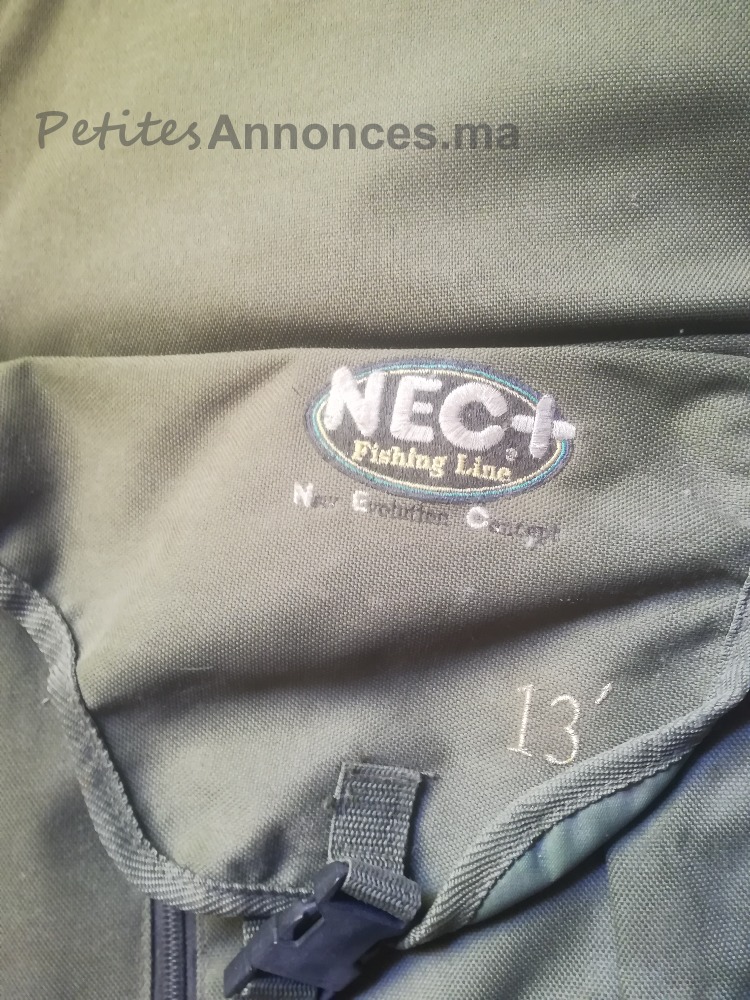 PetitesAnnonces.ma
NEC.+
Fishing Line
New Evolution Concept
13'